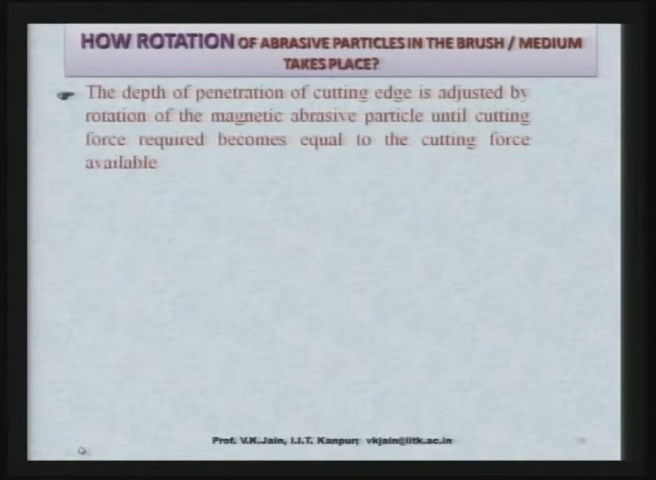 HOW ROTATION OF ABRASIVE PARTICLES IN THE BRUSH / MEDIUM
TAKES PLACE?
The depth of penetration of cutting edge is adjusted by
rotation of the magnetic abrasive particle until cutting
force required becomes equal to the cutting force
available
Prof. V.K.Jain, I.I.T. Kanpur; vkjain@iitk.ac.in